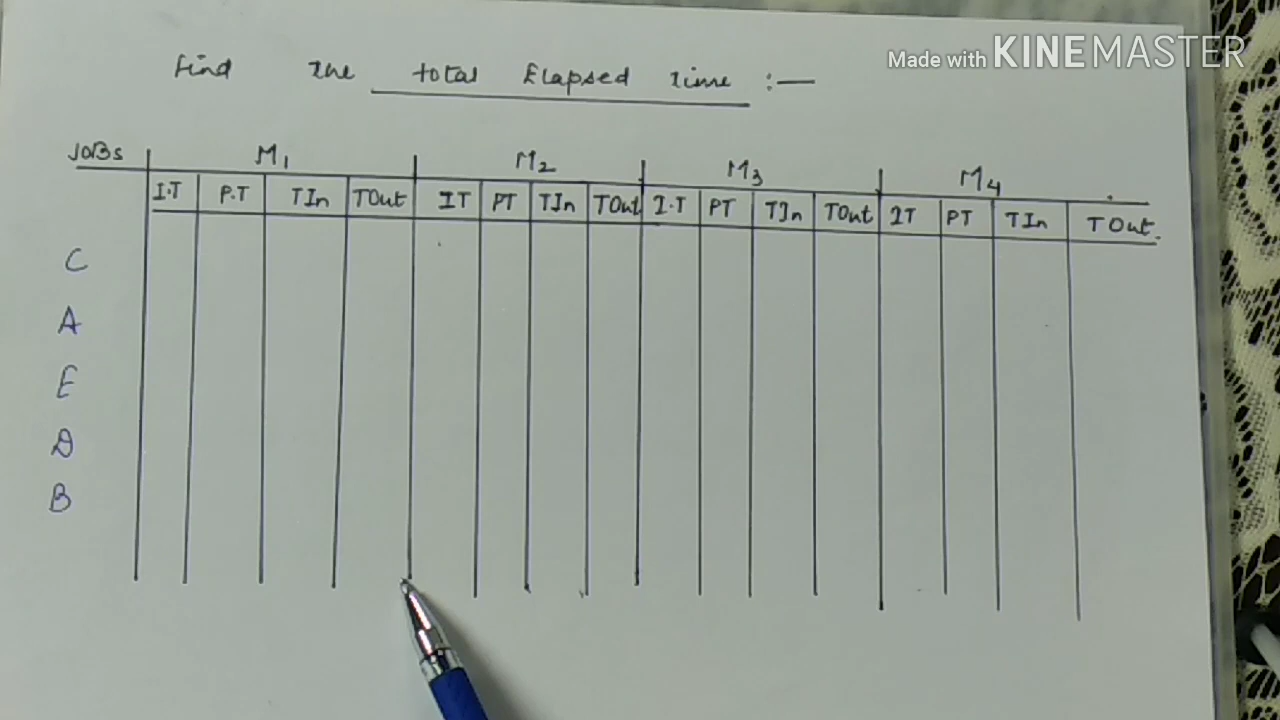 Made with KINEMASTER
Find the total Elapsed Time :—
JOBs M1 M2 M3 M4
I.T P.T TIn TOut IT PT TIn TOut I.T PT TIn TOut IT PT TIn TOut.
C
A
E
D
B